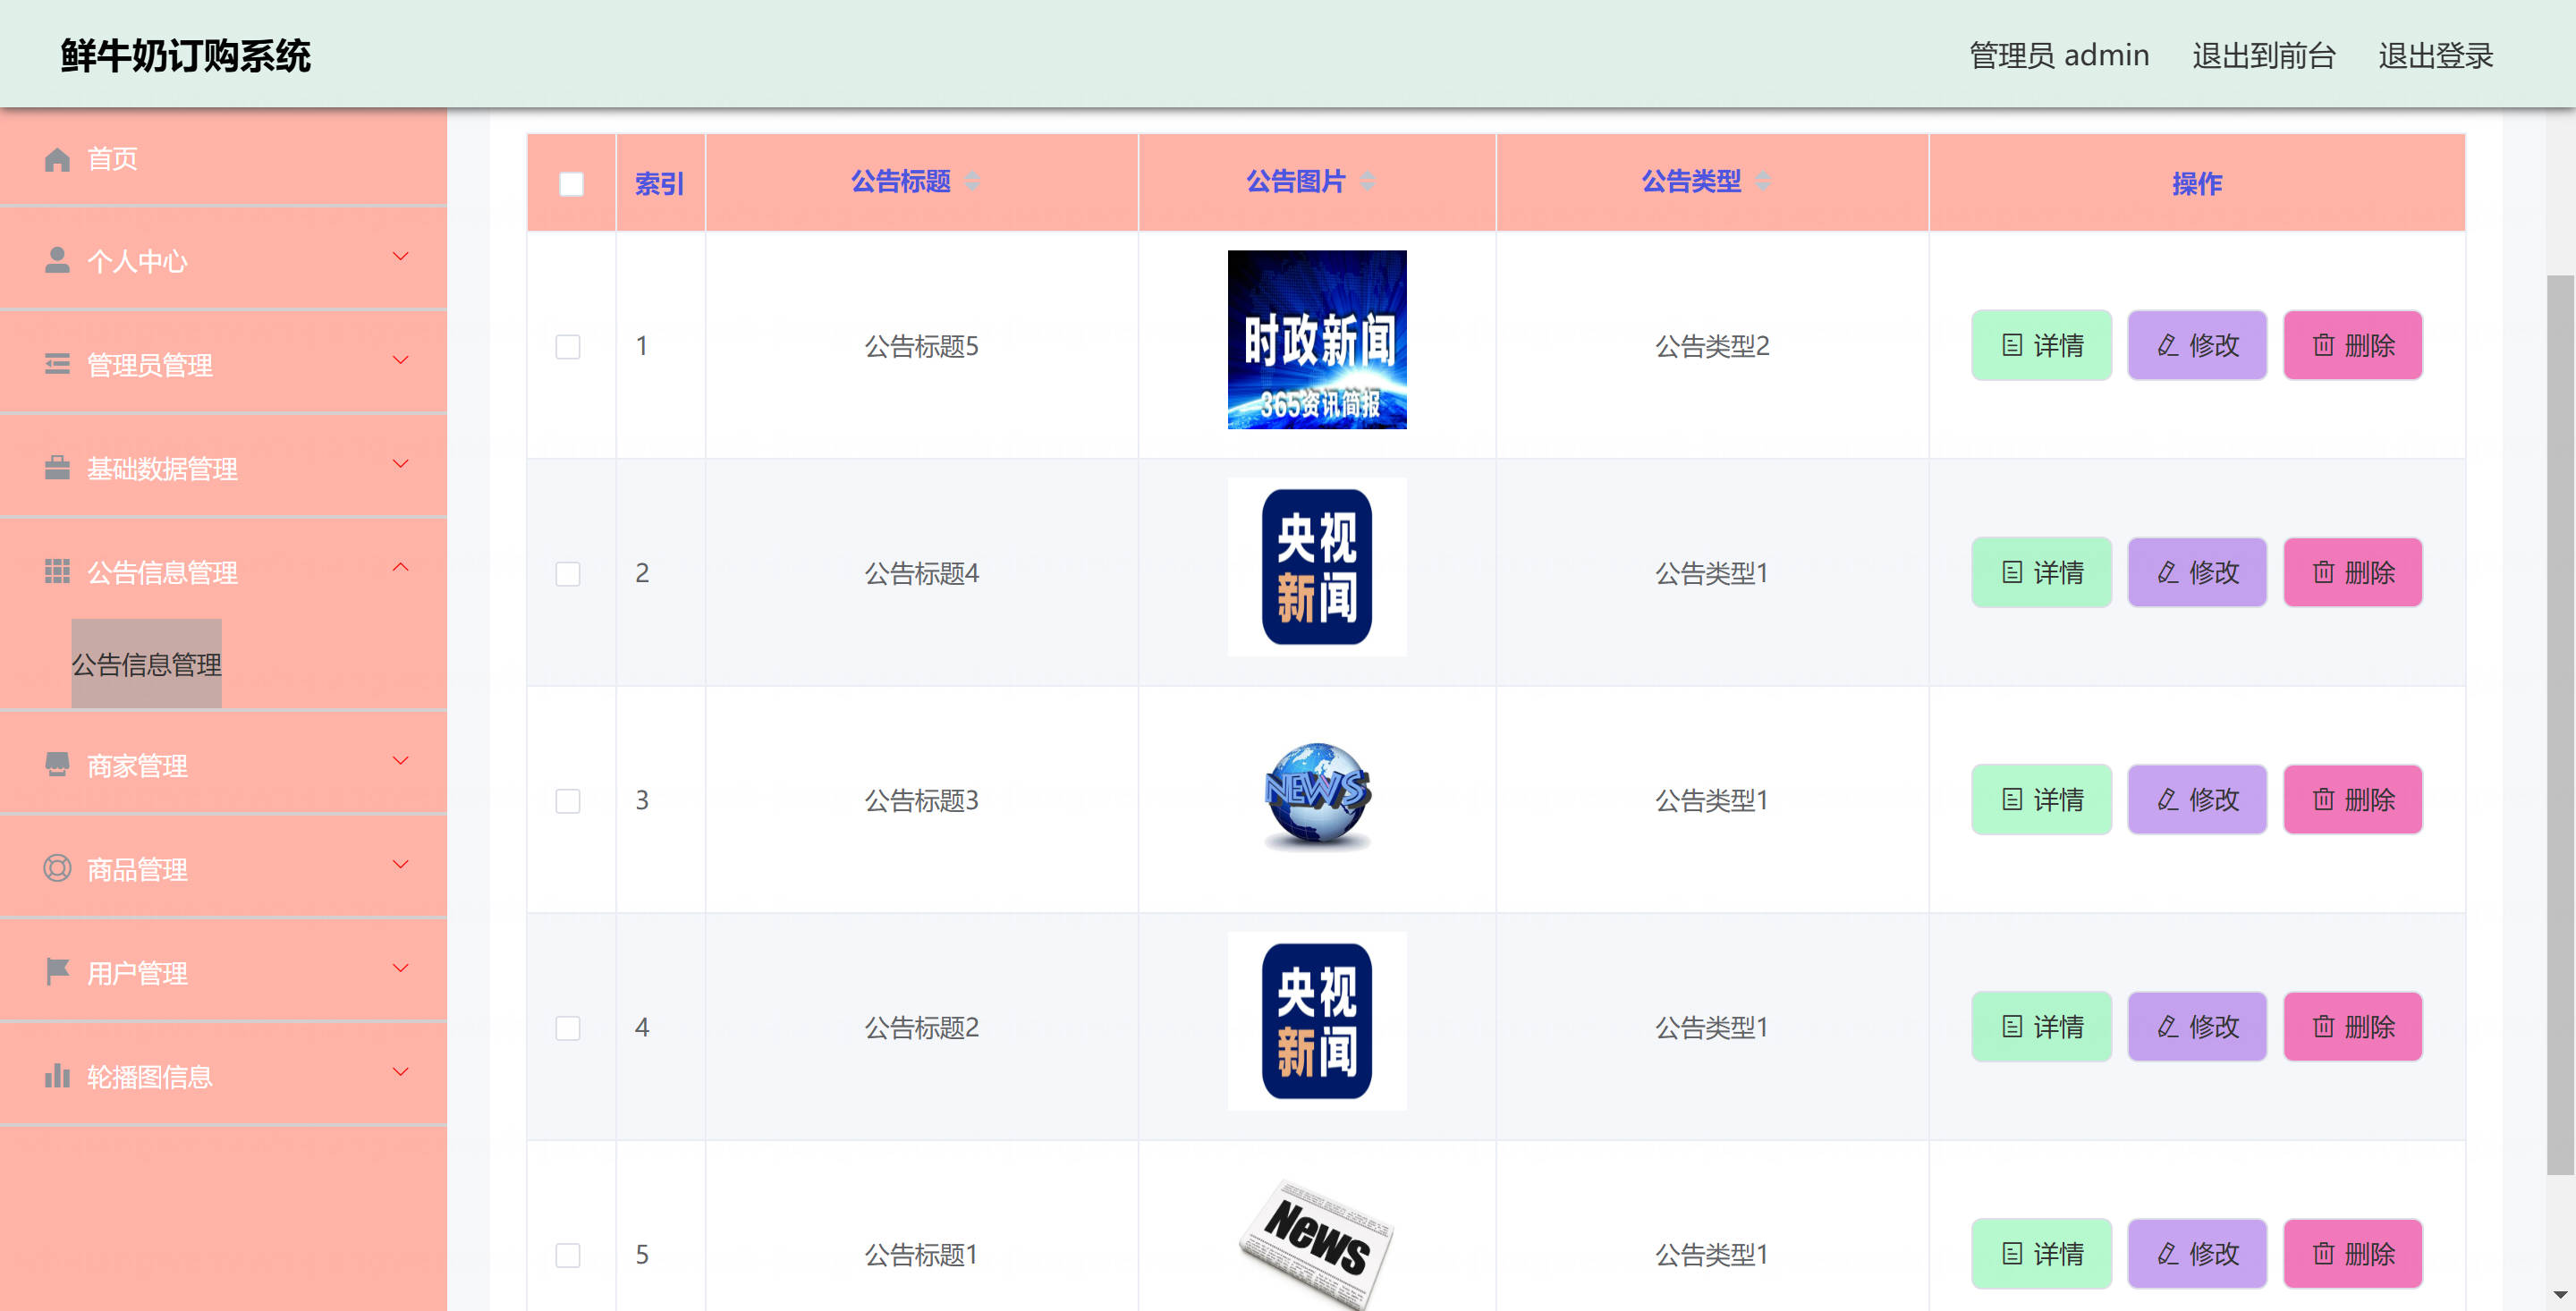 鲜牛奶订购系统
管理员 admin 退出到前台 退出登录
首页
个人中心
管理员管理
基础数据管理
公告信息管理
公告信息管理
商家管理
商品管理
用户管理
轮播图信息
索引 公告标题 公告图片 公告类型 操作
1 公告标题5 公告类型2 详情 修改 删除
时政新闻
365资讯简报
2 公告标题4 公告类型1 详情 修改 删除
央视
新闻
3 公告标题3 公告类型1 详情 修改 删除
NEWS
4 公告标题2 公告类型1 详情 修改 删除
央视
新闻
5 公告标题1 公告类型1 详情 修改 删除
News